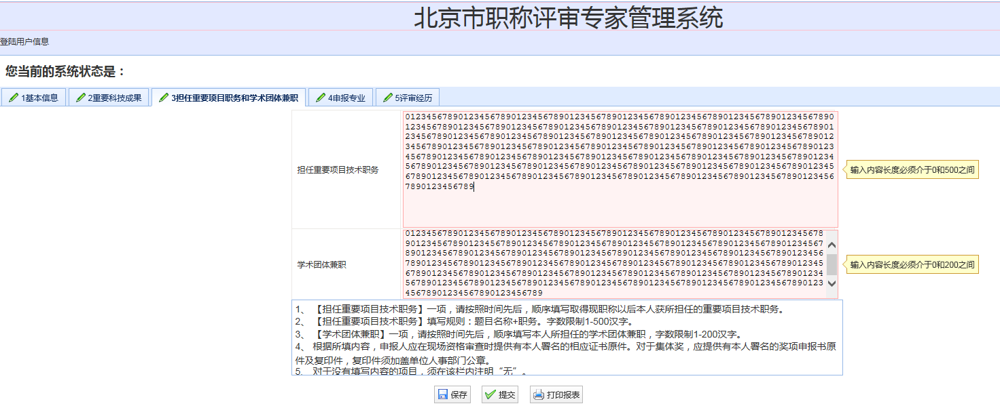 北京市职称评审专家管理系统
登陆用户信息
您当前的系统状态是：
1基本信息 2重要科技成果 3担任重要项目职务和学术团体兼职 4申报专业 5评审经历
担任重要项目技术职务
012345678901234567890123456789012345678901234567890123456789012345678901234567890
123456789012345678901234567890123456789012345678901234567890123456789012345678901
234567890123456789012345678901234567890123456789012345678901234567890123456789012
345678901234567890123456789012345678901234567890123456789012345678901234567890123
456789012345678901234567890123456789012345678901234567890123456789012345678901234
567890123456789012345678901234567890123456789012345678901234567890123456789012345
678901234567890123456789012345678901234567890123456789012345678901234567890123456
7890123456789
输入内容长度必须介于0和500之间
学术团体兼职
0123456789012345678901234567890123456789012345678901234567890123456789012345678
9012345678901234567890123456789012345678901234567890123456789012345678901234567
8901234567890123456789012345678901234567890123456789012345678901234567890123456
7890123456789012345678901234567890123456789012345678901234567890123456789012345
6789012345678901234567890123456789012345678901234567890123456789012345678901234
5678901234567890123456789012345678901234567890123456789012345678901234567890123
45678901234567890123456789
输入内容长度必须介于0和200之间
1、 【担任重要项目技术职务】一项，请按照时间先后，顺序填写取得现职称以后本人获所担任的重要项目技术职务。
2、 【担任重要项目技术职务】填写规则：题目名称+职务。字数限制1-500汉字。
3、 【学术团体兼职】一项，请按照时间先后，顺序填写本人所担任的学术团体兼职，字数限制1-200汉字。
4、 根据所填内容，申报人应在现场资格审查时提供有本人署名的相应证书原件。对于集体奖，应提供有本人署名的奖项申报书原
件及复印件，复印件须加盖单位人事部门公章。
5、 对于没有填写内容的项目，须在该栏内注明“无”。
保存 提交 打印报表